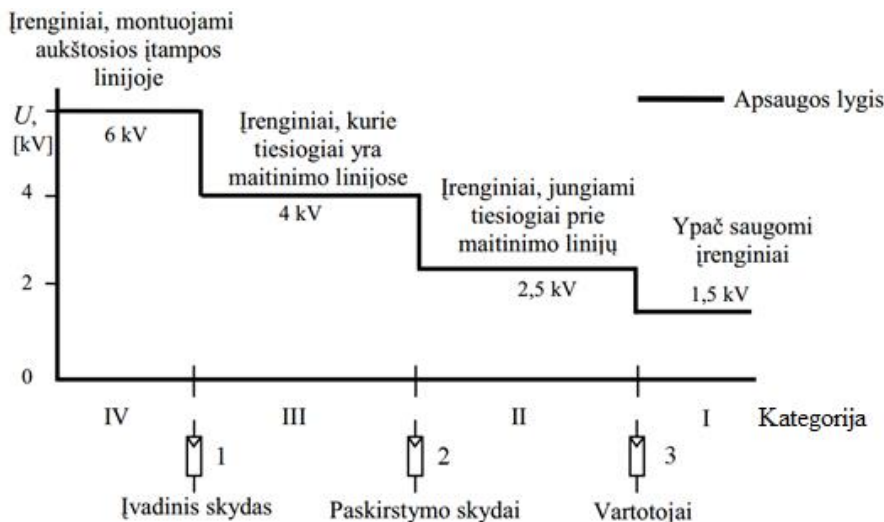 Įrenginiai, montuojami
aukštosios įtampos
linijoje
U,
[kV]
6 kV
Įrenginiai, kurie
tiesiogiai yra
maitinimo linijose
4 kV
Apsaugos lygis
Įrenginiai, jungiami
tiesiogiai prie
maitinimo linijų
2,5 kV
Ypač saugomi
įrenginiai
1,5 kV
4
2
0
IV
III
II
I
Kategorija
1
2
3
Įvadinis skydas
Paskirstymo skydai
Vartotojai